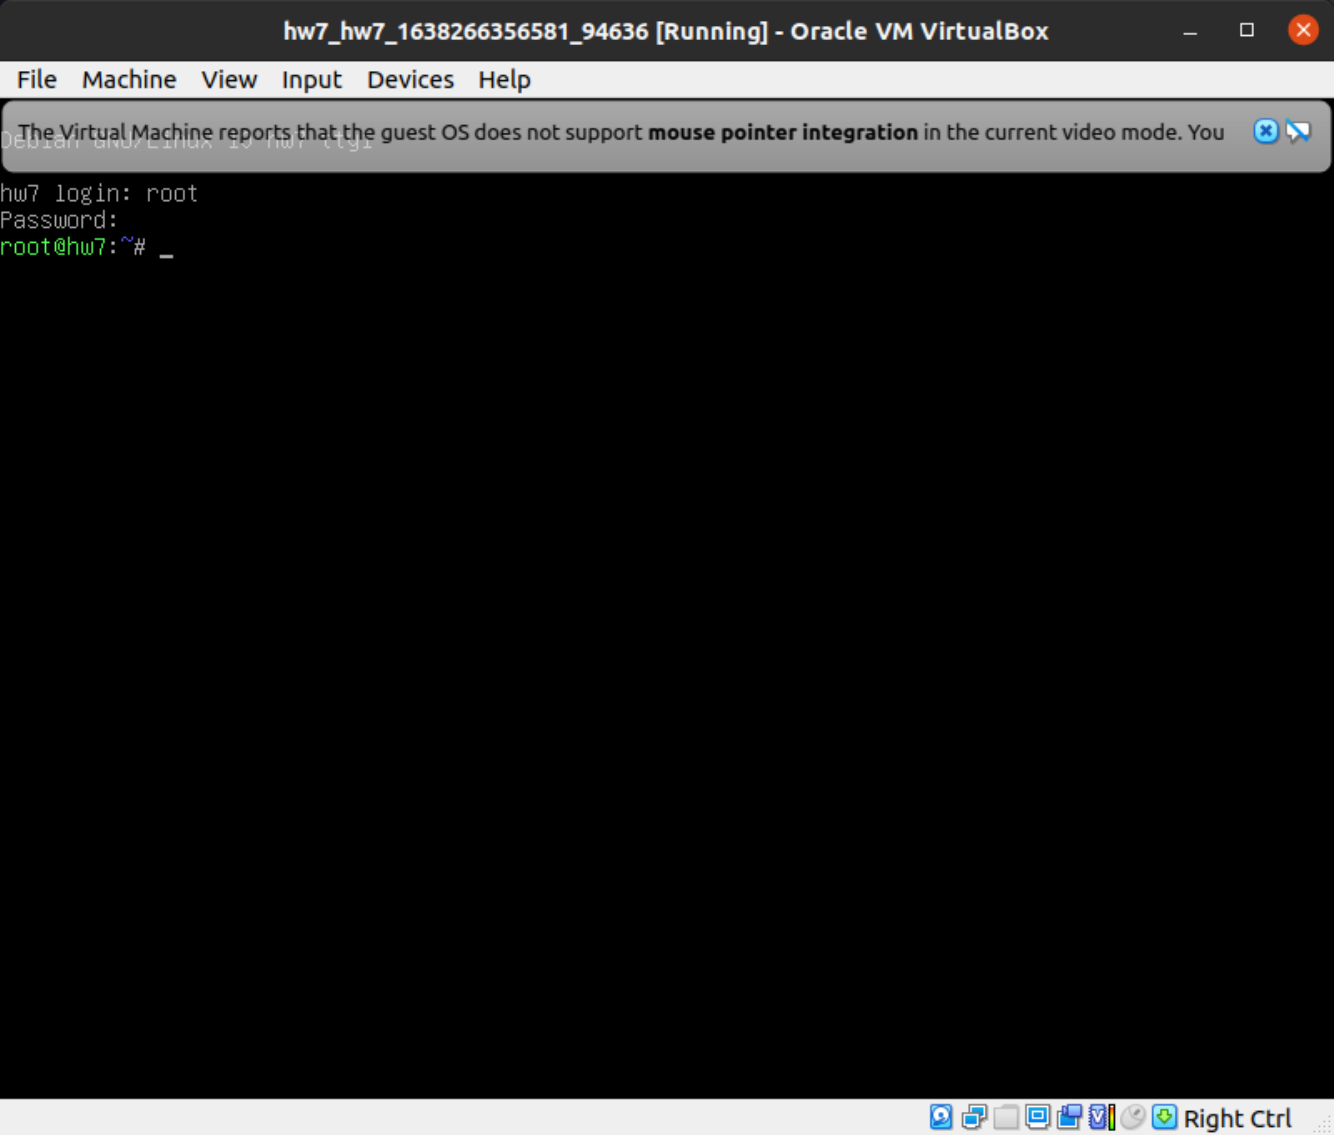 hw7_hw7_1638266356581_94636 [Running] - Oracle VM VirtualBox
File Machine View Input Devices Help
The Virtual Machine reports that the guest OS does not support mouse pointer integration in the current video mode. You
Debian GNU/Linux 10 hw7 tty1
hw7 login: root
Password:
root@hw7:~# _
Right Ctrl